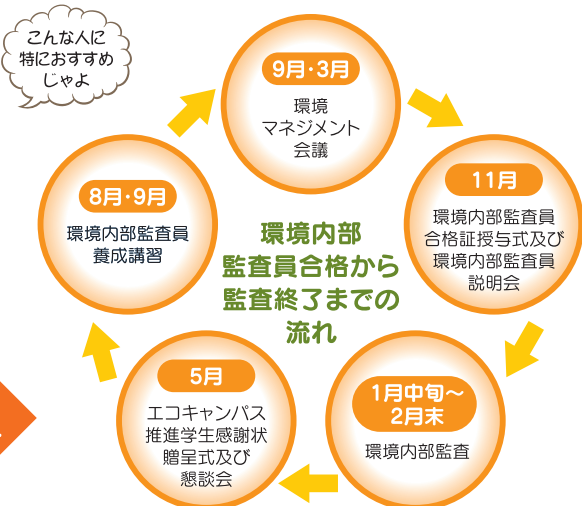 こんな人に
特におすすめ
じゃよ
9月・3月
環境
マネジメント
会議
11月
環境内部監査員
合格証授与式及び
環境内部監査員
説明会
1月中旬～
2月末
環境内部監査
5月
エコキャンパス
推進学生感謝状
贈呈式及び
懇談会
8月・9月
環境内部監査員
養成講習
環境内部
監査員合格から
監査終了までの
流れ